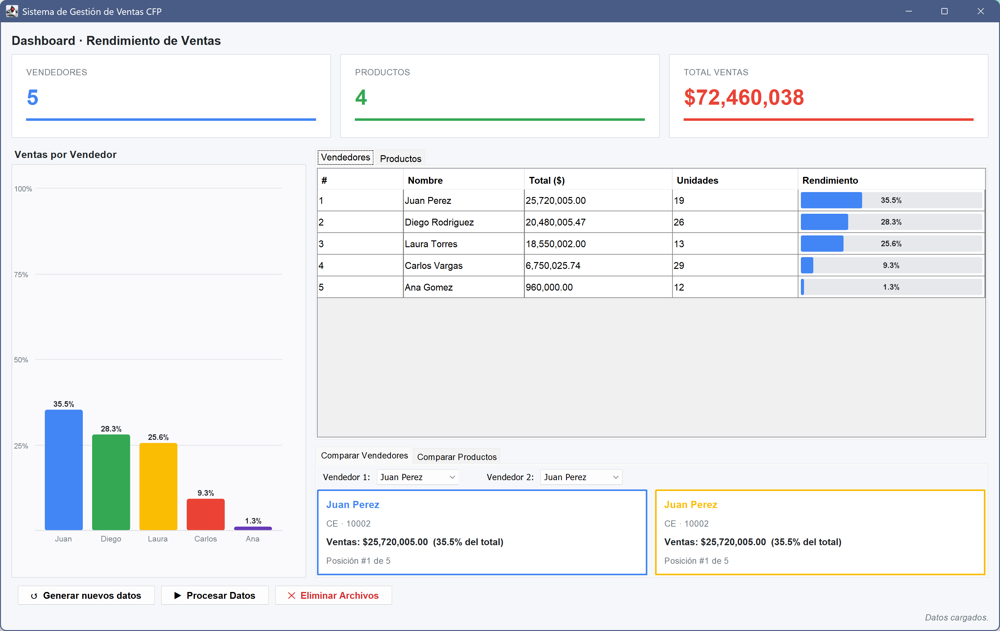 Sistema de Gestión de Ventas CFP
Dashboard · Rendimiento de Ventas
VENDEDORES
5
PRODUCTOS
4
TOTAL VENTAS
$72,460,038
Ventas por Vendedor
100%
75%
50%
25%
35.5%
28.3%
25.6%
9.3%
1.3%
Juan Diego Laura Carlos Ana
Vendedores Productos
# Nombre Total ($) Unidades Rendimiento
1 Juan Perez 25,720,005.00 19 35.5%
2 Diego Rodriguez 20,480,005.47 26 28.3%
3 Laura Torres 18,550,002.00 13 25.6%
4 Carlos Vargas 6,750,025.74 29 9.3%
5 Ana Gomez 960,000.00 12 1.3%
Comparar Vendedores Comparar Productos
Vendedor 1: Juan Perez Vendedor 2: Juan Perez
Juan Perez
CE · 10002
Ventas: $25,720,005.00 (35.5% del total)
Posición #1 de 5
Juan Perez
CE · 10002
Ventas: $25,720,005.00 (35.5% del total)
Posición #1 de 5
↺ Generar nuevos datos ▶ Procesar Datos ✕ Eliminar Archivos
Datos cargados.